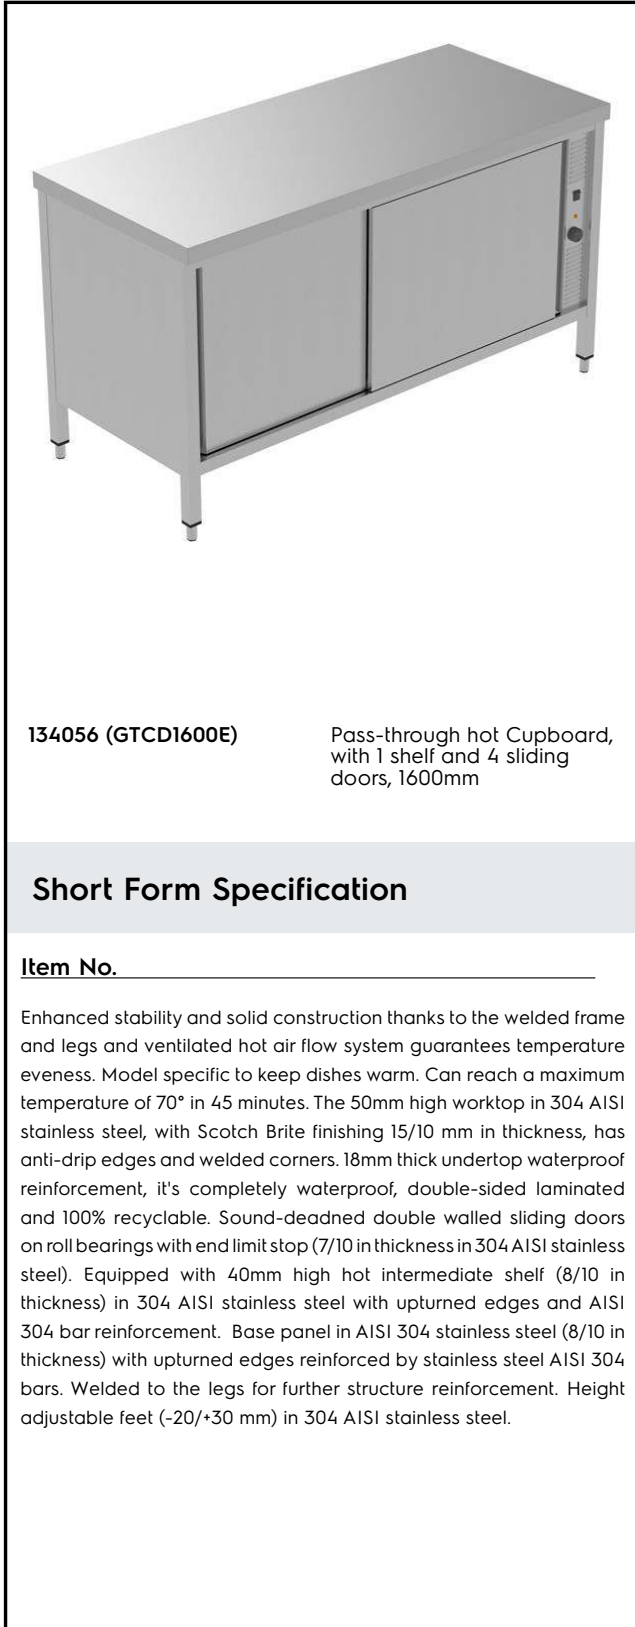 134056 (GTCD1600E)
Pass-through hot Cupboard,
with 1 shelf and 4 sliding
doors, 1600mm
Short Form Specification
Item No.
Enhanced stability and solid construction thanks to the welded frame
and legs and ventilated hot air flow system guarantees temperature
eveness. Model specific to keep dishes warm. Can reach a maximum
temperature of 70° in 45 minutes. The 50mm high worktop in 304 AISI
stainless steel, with Scotch Brite finishing 15/10 mm in thickness, has
anti-drip edges and welded corners. 18mm thick undertop waterproof
reinforcement, it's completely waterproof, double-sided laminated
and 100% recyclable. Sound-deadned double walled sliding doors
on roll bearings with end limit stop (7/10 in thickness in 304 AISI stainless
steel). Equipped with 40mm high hot intermediate shelf (8/10 in
thickness) in 304 AISI stainless steel with upturned edges and AISI
304 bar reinforcement. Base panel in AISI 304 stainless steel (8/10 in
thickness) with upturned edges reinforced by stainless steel AISI 304
bars. Welded to the legs for further structure reinforcement. Height
adjustable feet (-20/+30 mm) in 304 AISI stainless steel.